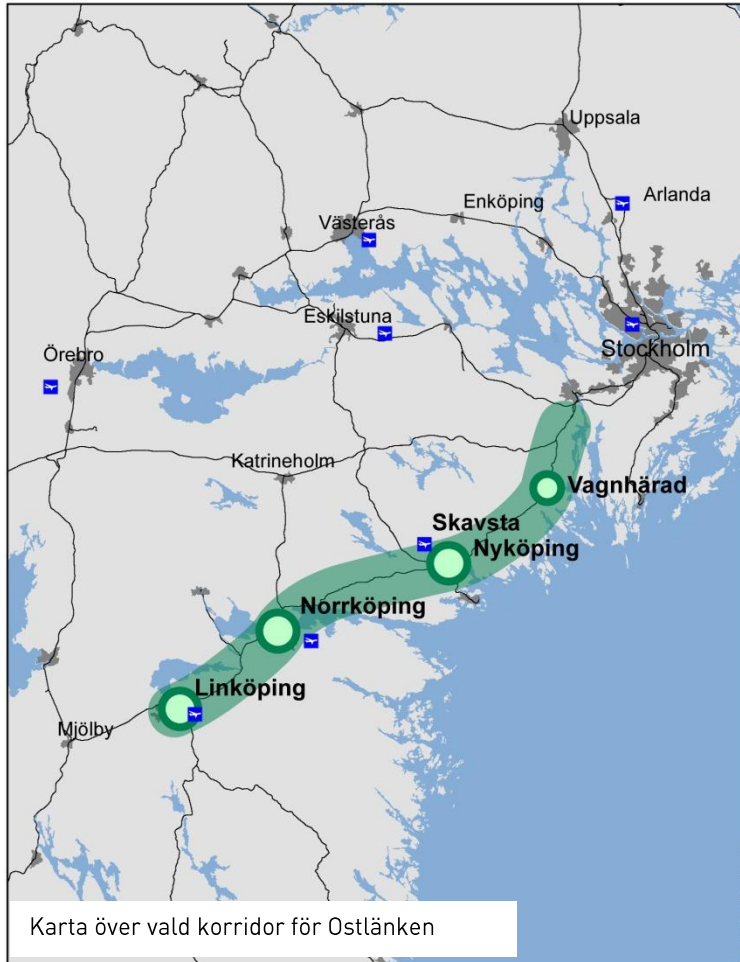 Uppsala
Arlanda
Enköping
Västerås
Eskilstuna
Stockholm
Örebro
Katrineholm
Vagnhärad
Skavsta
Nyköping
Norrköping
Linköping
Mjölby
Karta över vald korridor för Ostlänken